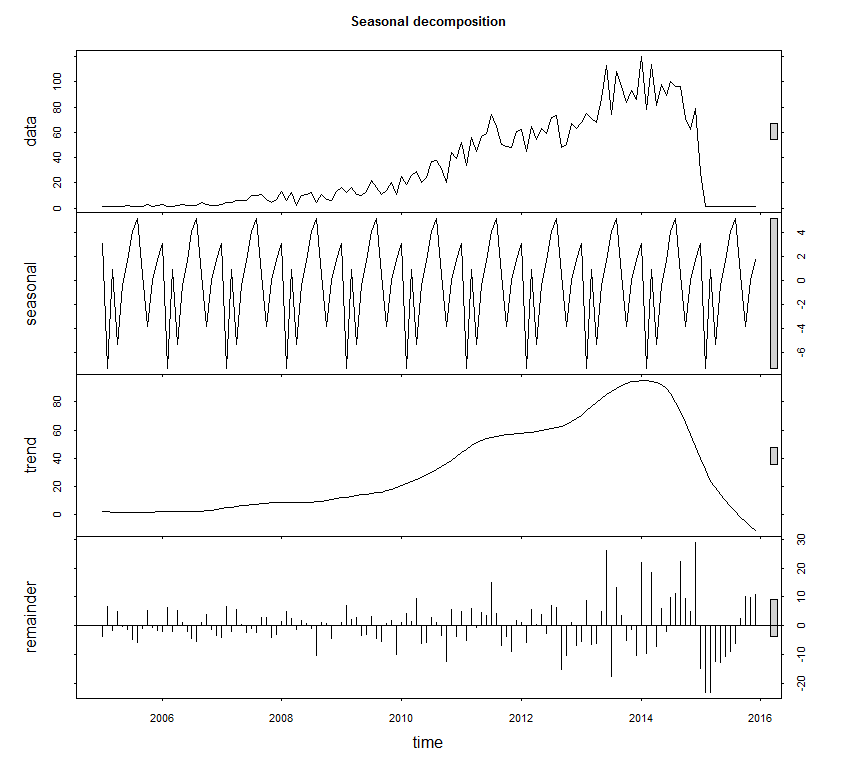 Seasonal decomposition
data
0 20 40 60 80 100
seasonal
-6 -4 -2 0 2 4
trend
0 20 40 60 80
remainder
-20 -10 0 10 20 30
2006 2008 2010 2012 2014 2016
time